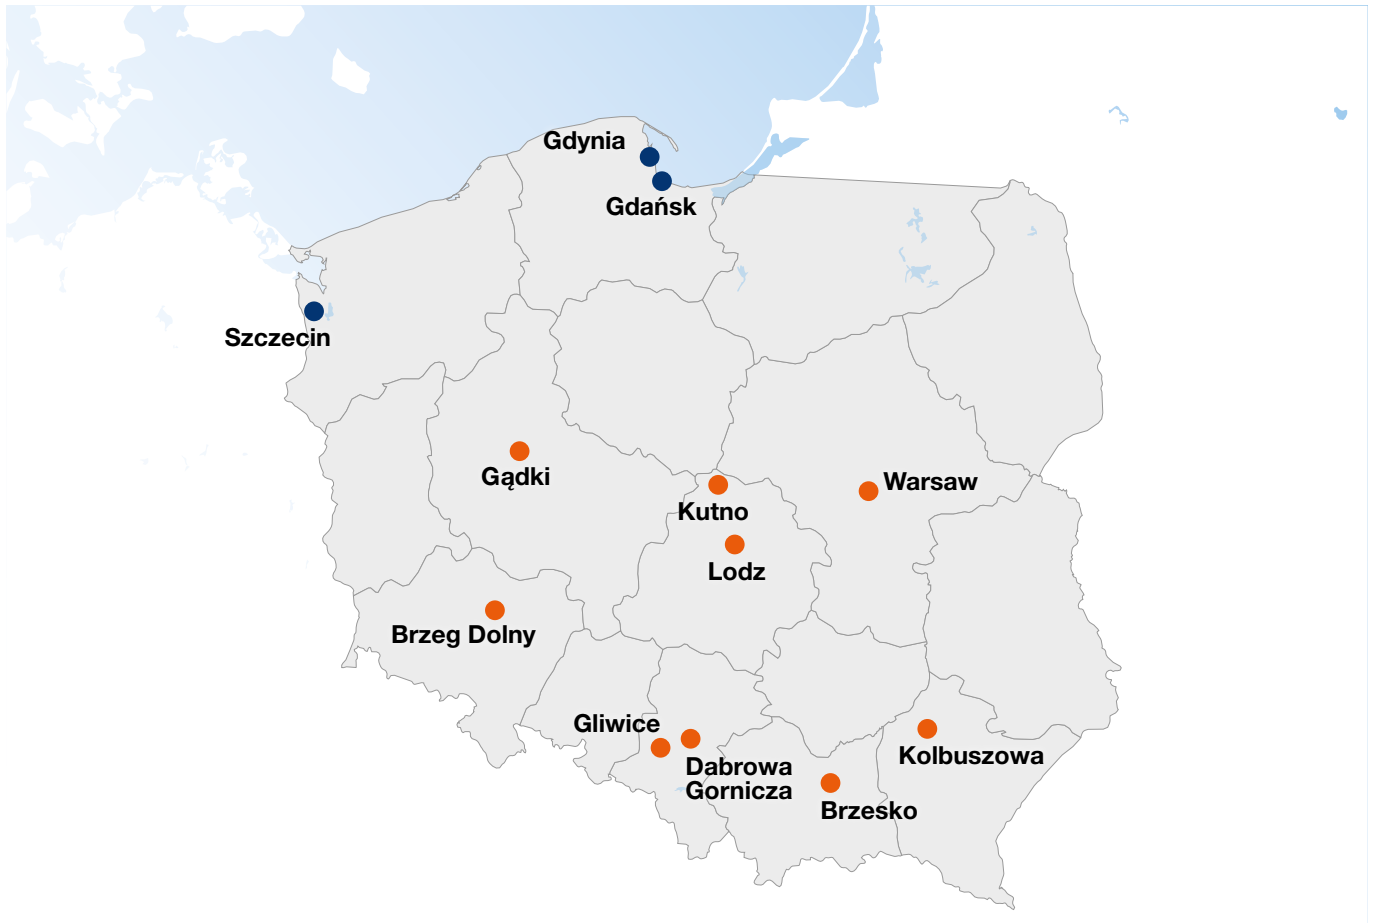 Gdynia
Gdańsk
Szczecin
Gądki
Warsaw
Kutno
Lodz
Brzeg Dolny
Gliwice
Kolbuszowa
Dabrowa
Gornicza
Brzesko